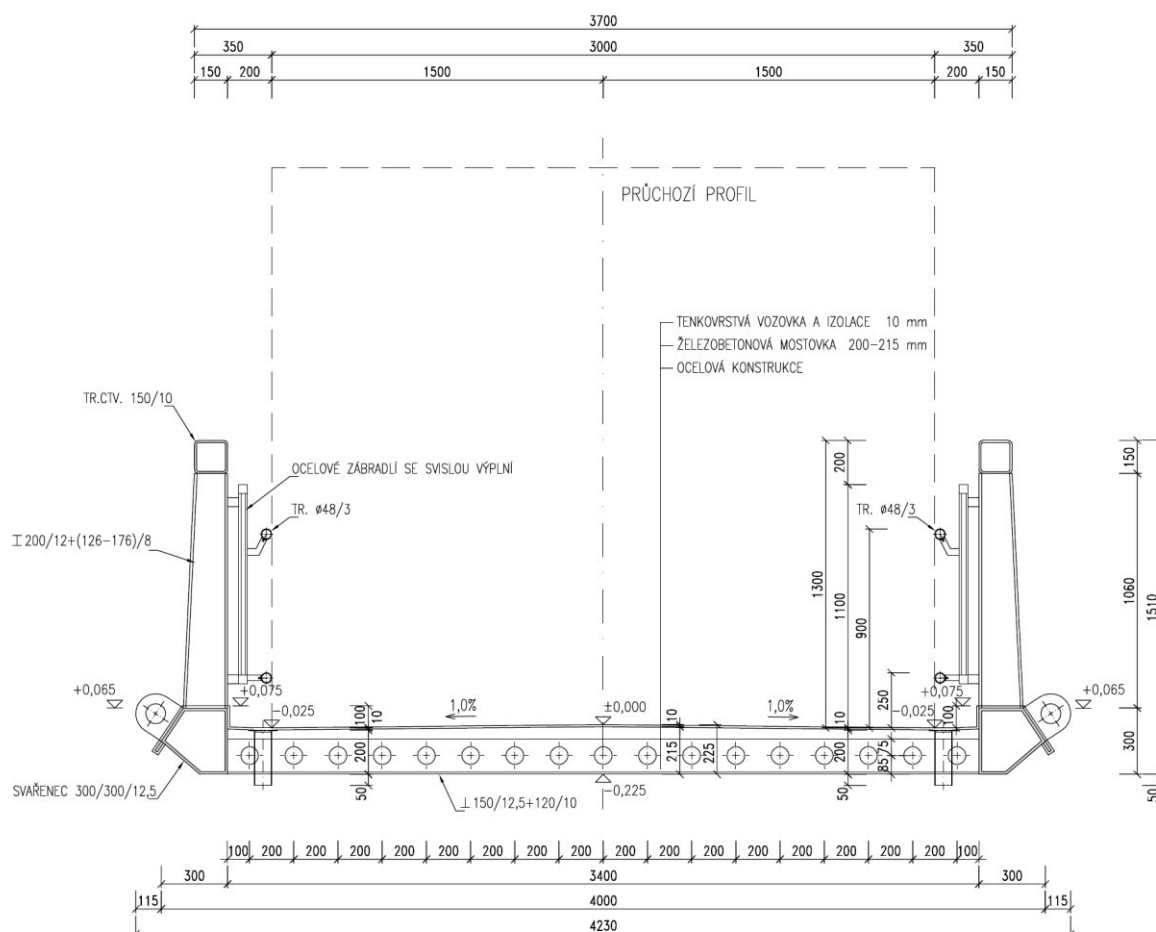 3700
350 3000 350
150 200 1500 1500 200 150
PRŮCHOZÍ PROFIL
TENKOVRSTVÁ VOZOVKA A IZOLACE 10 mm
ŽELEZOBETONOVÁ MOSTOVKA 200-215 mm
OCELOVÁ KONSTRUKCE
TR.CTV. 150/10
OCELOVÉ ZÁBRADLÍ SE SVISLOU VÝPLNÍ
TR. ø48/3
TR. ø48/3
⌶200/12+(126-176)/8
200
1300
1100
900
250
150
1060
1510
300
50
+0,065
+0,075
-0,025
100
10
1,0%
±0,000
10
1,0%
10
+0,075
-0,025
100
+0,065
200
215
225
200
85
75
50
50
SVAŘENEC 300/300/12,5
⊥150/12,5+120/10
-0,225
100 200 200 200 200 200 200 200 200 200 200 200 200 200 200 200 200 100
300 3400 300
115 4000 115
4230